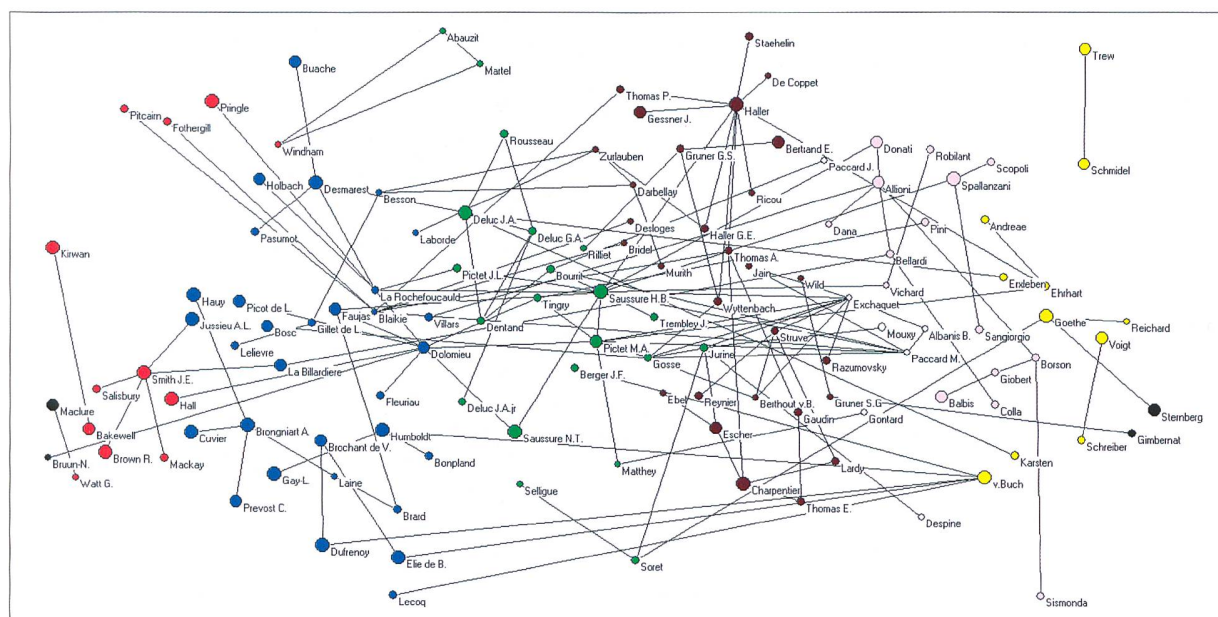 Abauzit
Staehelin
Trew
Buache
Martel
De Coppet
Pringle
Thomas P.
Haller
Pitcairn
Gessner J.
Fothergill
Rousseau
Windham
Zurlauben
Gruner G.S.
Bertrand E.
Donati
Robilant
Paccard J.
Scopoli
Schmidel
Holbach
Desmarest
Besson
Darbellay
Ricou
Allioni
Spallanzani
Deluc J.A.
Desloges
Haller G.E.
Dana
Pini
Andreae
Pasumot
Laborde
Deluc G.A.
Bridel
Kirwan
Rilliet
Thomas A.
Bellardi
Pictet J.L.
Bourrit
Murith
Jain
Wild
Vichard
Erxleben
Ehrhart
La Rochefoucauld
Saussure H.B.
Hauy
Picot de L.
Faujas
Blaikie
Tingry
Wyttenbach
Exchaquet
Jussieu A.L.
Bosc
Gillet de L.
Villars
Dentand
Trembley J.
Struve
Mouxy
Albanis B.
Sangiorgio
Goethe
Reichard
Lelievre
Dolomieu
Pictet M.A.
Jurine
Paccard M.
Voigt
Gosse
Razumovsky
Borson
La Billardiere
Smith J.E.
Berger J.F.
Giobert
Salisbury
Hall
Fleuriau
Deluc J.A.jr
Ebel
Reynier
Berthout v.B.
Gruner S.G
Balbis
Colla
Maclure
Gaudin
Gontard
Sternberg
Bakewell
Cuvier
Brongniart A.
Humboldt
Saussure N.T.
Escher
Gimbernat
Brown R.
Brochant de V.
Schreiber
Bruun-N.
Mackay
Bonpland
Matthey
Lardy
Karsten
Watt G.
Gay-L.
Laine
Selligue
Charpentier
v.Buch
Prevost C.
Brard
Thomas E.
Despine
Dufrenoy
Elie de B.
Soret
Lecoq
Sismonda